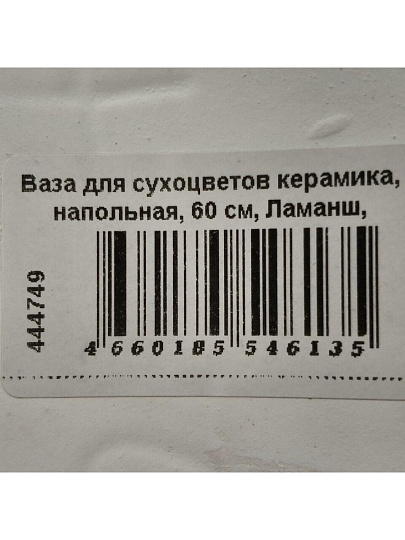 Ваза для сухоцветов керамика,
напольная, 60 см, Ламанш,
444749
4 660185 546135